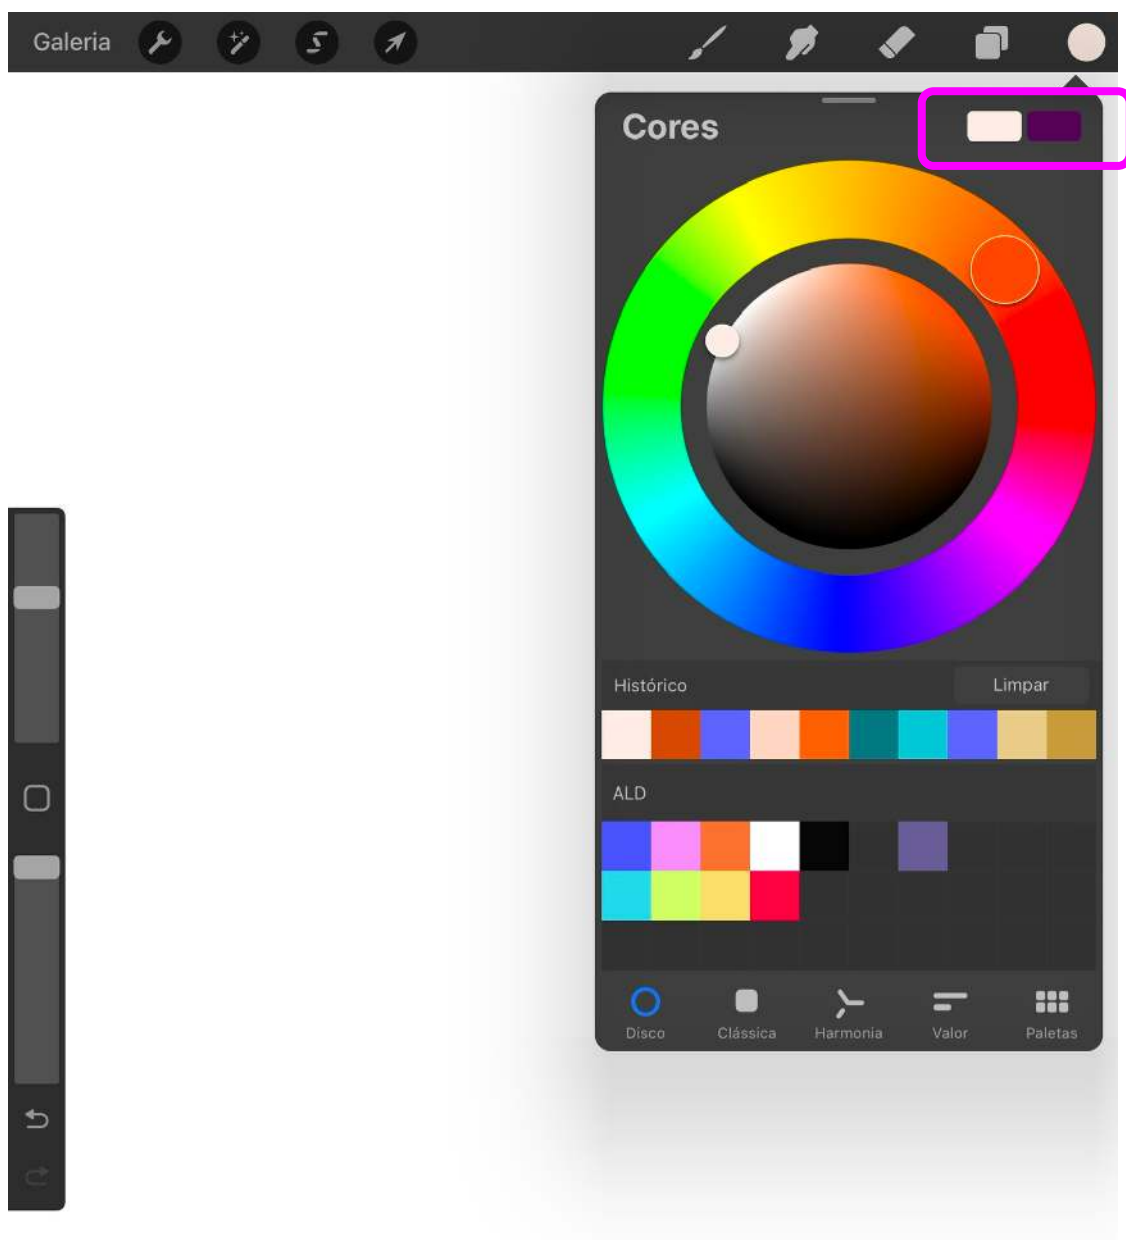 Galeria
Cores
Histórico Limpar
ALD
Disco Clássica Harmonia Valor Paletas